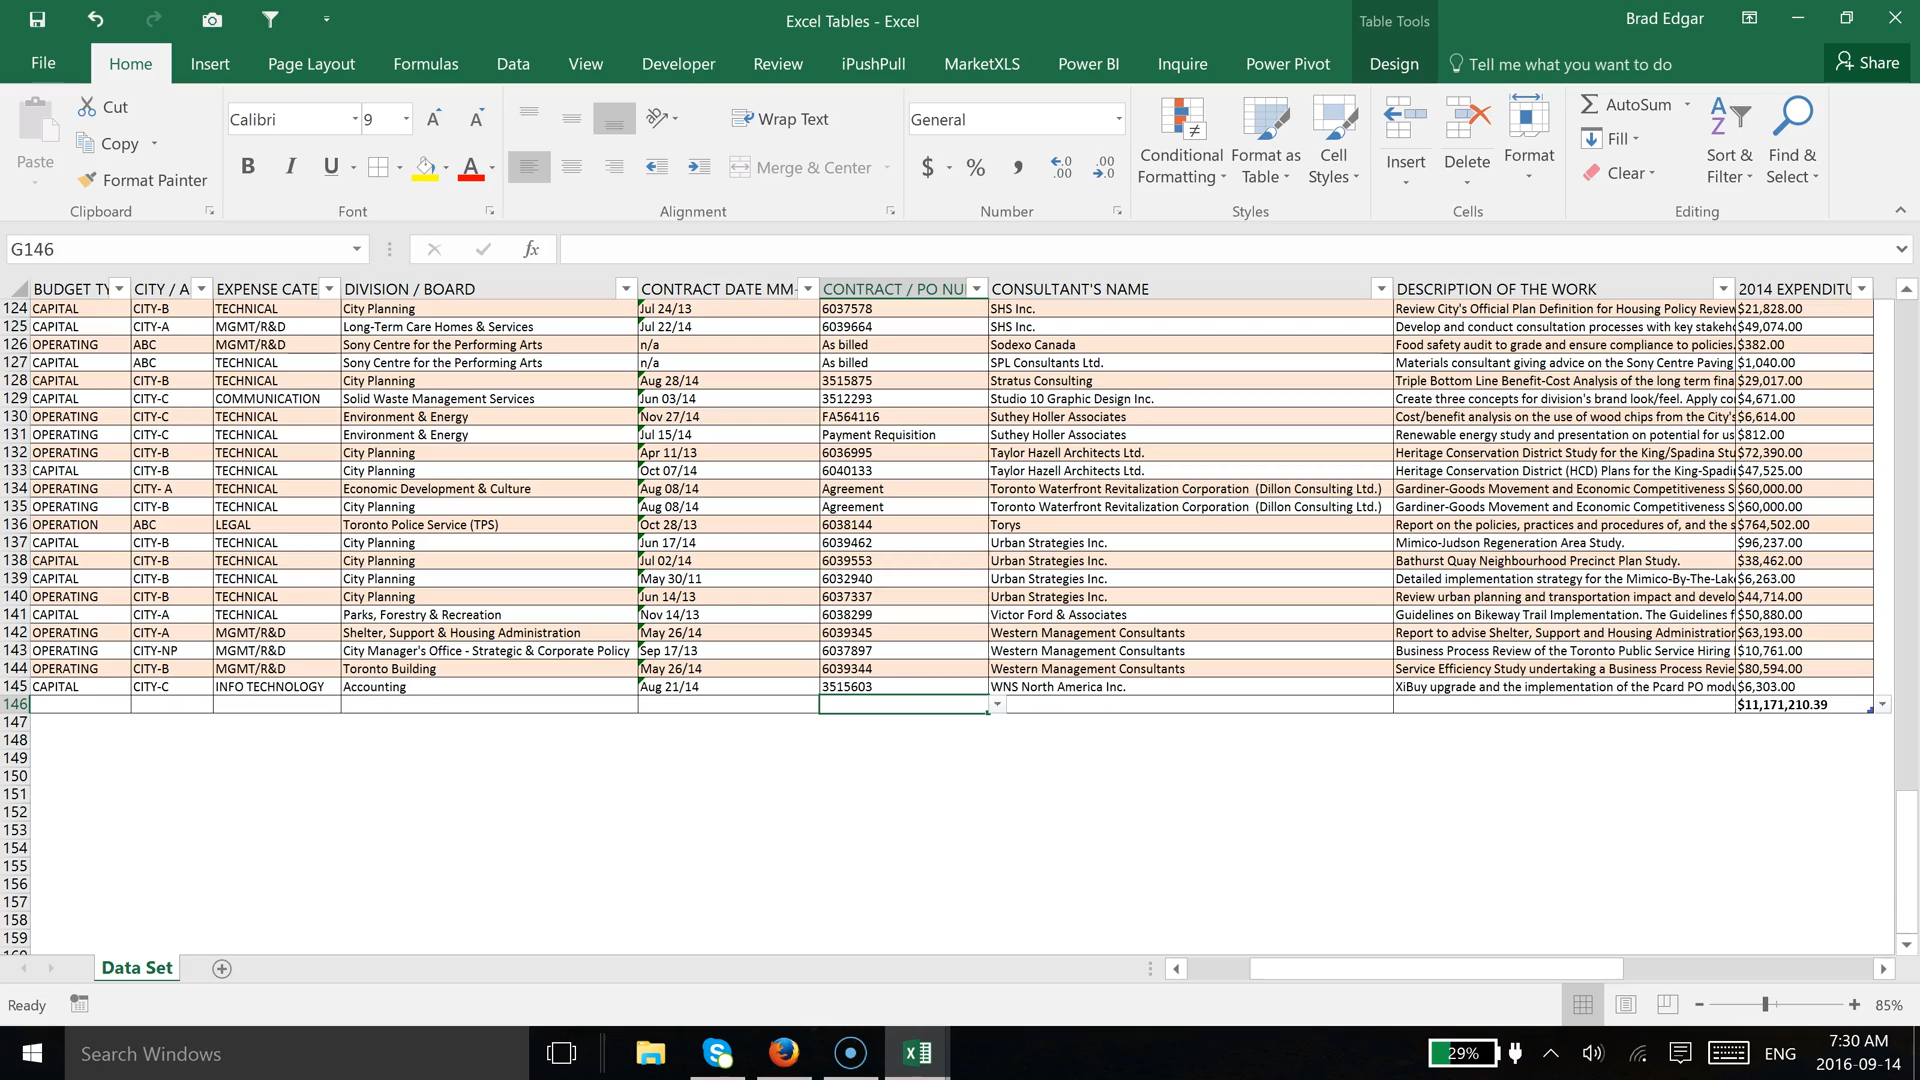 Excel Tables - Excel
Table Tools
Brad Edgar
File Home Insert Page Layout Formulas Data View Developer Review iPushPull MarketXLS Power BI Inquire Power Pivot Design Tell me what you want to do Share
Paste
Cut
Copy
Format Painter
Clipboard
Calibri 9
B I U A
Font
Wrap Text
Merge & Center
Alignment
General
$ % ,
Number
Conditional Formatting
Format as Table
Cell Styles
Styles
Insert
Delete
Format
Cells
AutoSum
Fill
Clear
Sort & Filter
Find & Select
Editing
G146 fx
BUDGET TY CITY / A EXPENSE CATE DIVISION / BOARD CONTRACT DATE MM- CONTRACT / PO NU CONSULTANT'S NAME DESCRIPTION OF THE WORK 2014 EXPENDITU
124 CAPITAL CITY-B TECHNICAL City Planning Jul 24/13 6037578 SHS Inc. Review City's Official Plan Definition for Housing Policy Review $21,828.00
125 CAPITAL CITY-A MGMT/R&D Long-Term Care Homes & Services Jul 22/14 6039664 SHS Inc. Develop and conduct consultation processes with key stakeh $49,074.00
126 OPERATING ABC MGMT/R&D Sony Centre for the Performing Arts n/a As billed Sodexo Canada Food safety audit to grade and ensure compliance to policies. $382.00
127 CAPITAL ABC TECHNICAL Sony Centre for the Performing Arts n/a As billed SPL Consultants Ltd. Materials consultant giving advice on the Sony Centre Paving $1,040.00
128 CAPITAL CITY-B TECHNICAL City Planning Aug 28/14 3515875 Stratus Consulting Triple Bottom Line Benefit-Cost Analysis of the long term fina $29,017.00
129 CAPITAL CITY-C COMMUNICATION Solid Waste Management Services Jun 03/14 3512293 Studio 10 Graphic Design Inc. Create three concepts for division's brand look/feel. Apply co $4,671.00
130 OPERATING CITY-C TECHNICAL Environment & Energy Nov 27/14 FA564116 Suthey Holler Associates Cost/benefit analysis on the use of wood chips from the City's $6,614.00
131 OPERATING CITY-C TECHNICAL Environment & Energy Jul 15/14 Payment Requisition Suthey Holler Associates Renewable energy study and presentation on potential for us $812.00
132 OPERATING CITY-B TECHNICAL City Planning Apr 11/13 6036995 Taylor Hazell Architects Ltd. Heritage Conservation District Study for the King/Spadina Stu $72,390.00
133 CAPITAL CITY-B TECHNICAL City Planning Oct 07/14 6040133 Taylor Hazell Architects Ltd. Heritage Conservation District (HCD) Plans for the King-Spadi $47,525.00
134 OPERATING CITY- A TECHNICAL Economic Development & Culture Aug 08/14 Agreement Toronto Waterfront Revitalization Corporation (Dillon Consulting Ltd.) Gardiner-Goods Movement and Economic Competitiveness S $60,000.00
135 OPERATING CITY-B TECHNICAL City Planning Aug 08/14 Agreement Toronto Waterfront Revitalization Corporation (Dillon Consulting Ltd.) Gardiner-Goods Movement and Economic Competitiveness S $60,000.00
136 OPERATION ABC LEGAL Toronto Police Service (TPS) Oct 28/13 6038144 Torys Report on the policies, practices and procedures of, and the s $764,502.00
137 CAPITAL CITY-B TECHNICAL City Planning Jun 17/14 6039462 Urban Strategies Inc. Mimico-Judson Regeneration Area Study. $96,237.00
138 CAPITAL CITY-B TECHNICAL City Planning Jul 02/14 6039553 Urban Strategies Inc. Bathurst Quay Neighbourhood Precinct Plan Study. $38,462.00
139 CAPITAL CITY-B TECHNICAL City Planning May 30/11 6032940 Urban Strategies Inc. Detailed implementation strategy for the Mimico-By-The-Lak $6,263.00
140 OPERATING CITY-B TECHNICAL City Planning Jun 14/13 6037337 Urban Strategies Inc. Review urban planning and transportation impact and develo $44,714.00
141 CAPITAL CITY-A TECHNICAL Parks, Forestry & Recreation Nov 14/13 6038299 Victor Ford & Associates Guidelines on Bikeway Trail Implementation. The Guidelines f $50,880.00
142 OPERATING CITY-A MGMT/R&D Shelter, Support & Housing Administration May 26/14 6039345 Western Management Consultants Report to advise Shelter, Support and Housing Administration $63,193.00
143 OPERATING CITY-NP MGMT/R&D City Manager's Office - Strategic & Corporate Policy Sep 17/13 6037897 Western Management Consultants Business Process Review of the Toronto Public Service Hiring $10,761.00
144 OPERATING CITY-B MGMT/R&D Toronto Building May 26/14 6039344 Western Management Consultants Service Efficiency Study undertaking a Business Process Revie $80,594.00
145 CAPITAL CITY-C INFO TECHNOLOGY Accounting Aug 21/14 3515603 WNS North America Inc. XiBuy upgrade and the implementation of the Pcard PO modu $6,303.00
146 $11,171,210.39
147
148
149
150
151
152
153
154
155
156
157
158
159
Data Set
Ready 85%
Search Windows 29% ENG 7:30 AM
2016-09-14